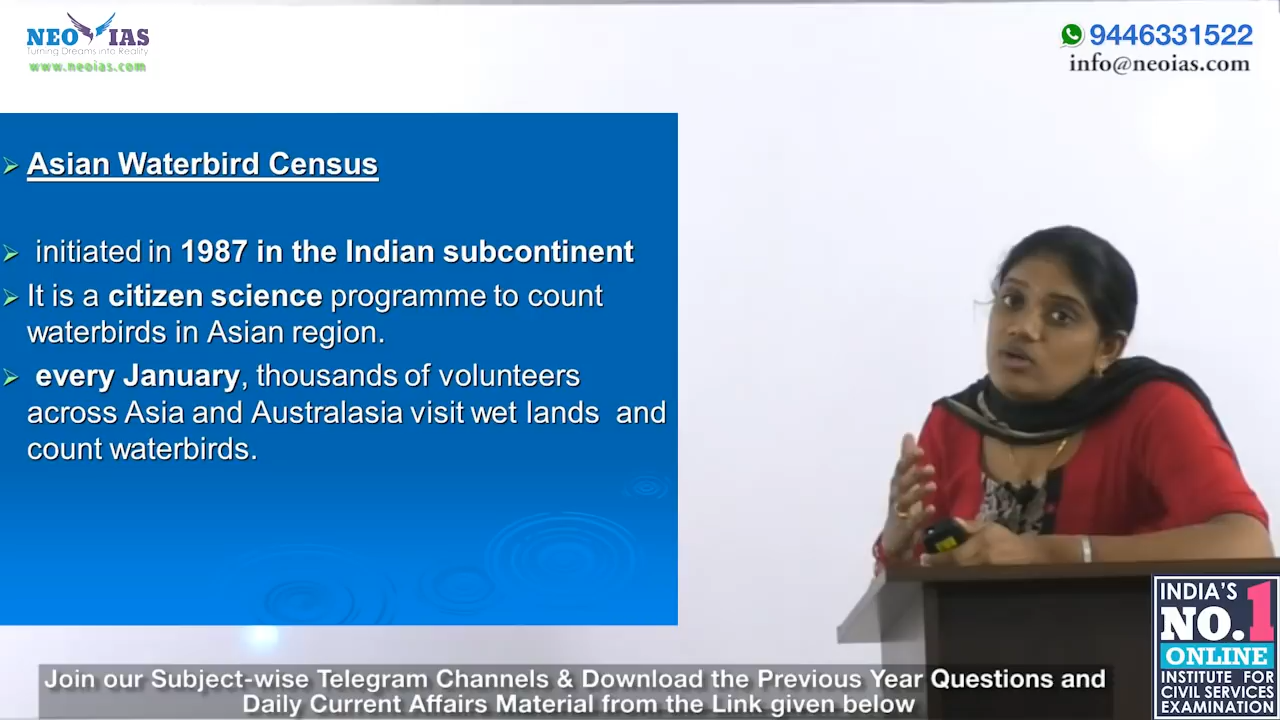 NEO IAS
Turning Dreams into Reality
www.neoias.com
9446331522
info@neoias.com
Asian Waterbird Census
initiated in 1987 in the Indian subcontinent
It is a citizen science programme to count
waterbirds in Asian region.
every January, thousands of volunteers
across Asia and Australasia visit wet lands and
count waterbirds.
INDIA'S
NO.1
ONLINE
INSTITUTE FOR
CIVIL SERVICES
EXAMINATION
Join our Subject-wise Telegram Channels & Download the Previous Year Questions and
Daily Current Affairs Material from the Link given below